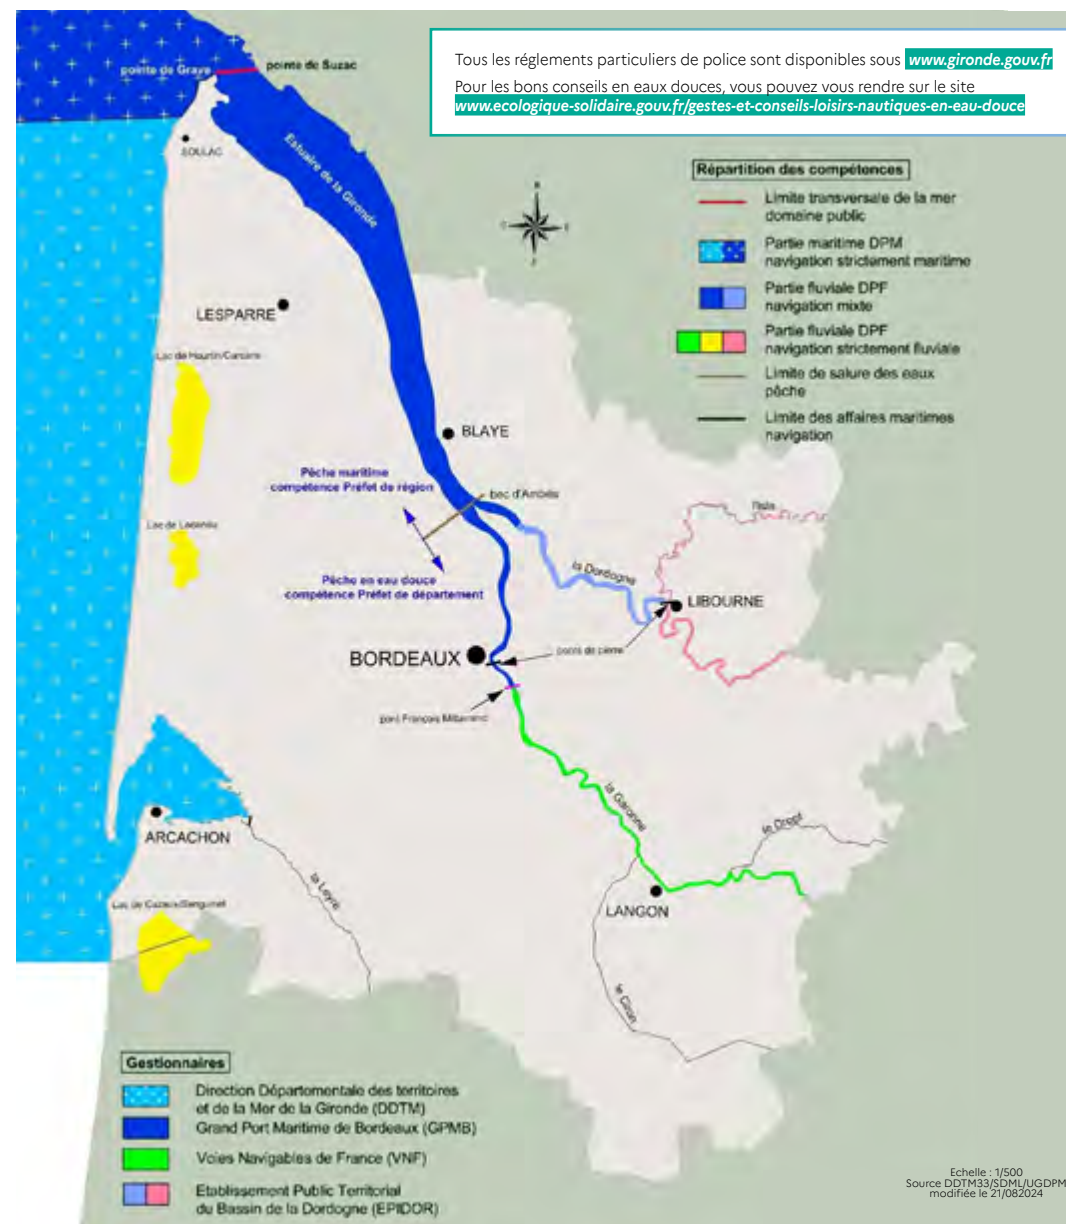 Tous les réglements particuliers de police sont disponibles sous www.gironde.gouv.fr
Pour les bons conseils en eaux douces, vous pouvez vous rendre sur le site
www.ecologique-solidaire.gouv.fr/gestes-et-conseils-loisirs-nautiques-en-eau-douce
pointe de Grave
pointe de Suzac
SOULAC
Estuaire de la Gironde
Répartition des compétences
Limite transversale de la mer
domaine public
Partie maritime DPM
navigation strictement maritime
Partie fluviale DPF
navigation mixte
Partie fluviale DPF
navigation strictement fluviale
Limite de salure des eaux
pêche
Limite des affaires maritimes
navigation
N
O
E
S
LESPARRE
Lac de Hourtin/Carcans
BLAYE
Pêche maritime
compétence Préfet de région
bec d'Ambès
l'Isle
Lac de Lacanau
la Dordogne
Pêche en eau douce
compétence Préfet de département
LIBOURNE
BORDEAUX
ponts de pierre
pont François Mitterrand
la Garonne
le Dropt
ARCACHON
la Leyre
Lac de Cazaux/Sanguinet
LANGON
le Ciron
Gestionnaires
Direction Départementale des territoires
et de la Mer de la Gironde (DDTM)
Grand Port Maritime de Bordeaux (GPMB)
Voies Navigables de France (VNF)
Etablissement Public Territorial
du Bassin de la Dordogne (EPIDOR)
Echelle : 1/500
Source DDTM33/SDML/UGDPM
modifiée le 21/082024